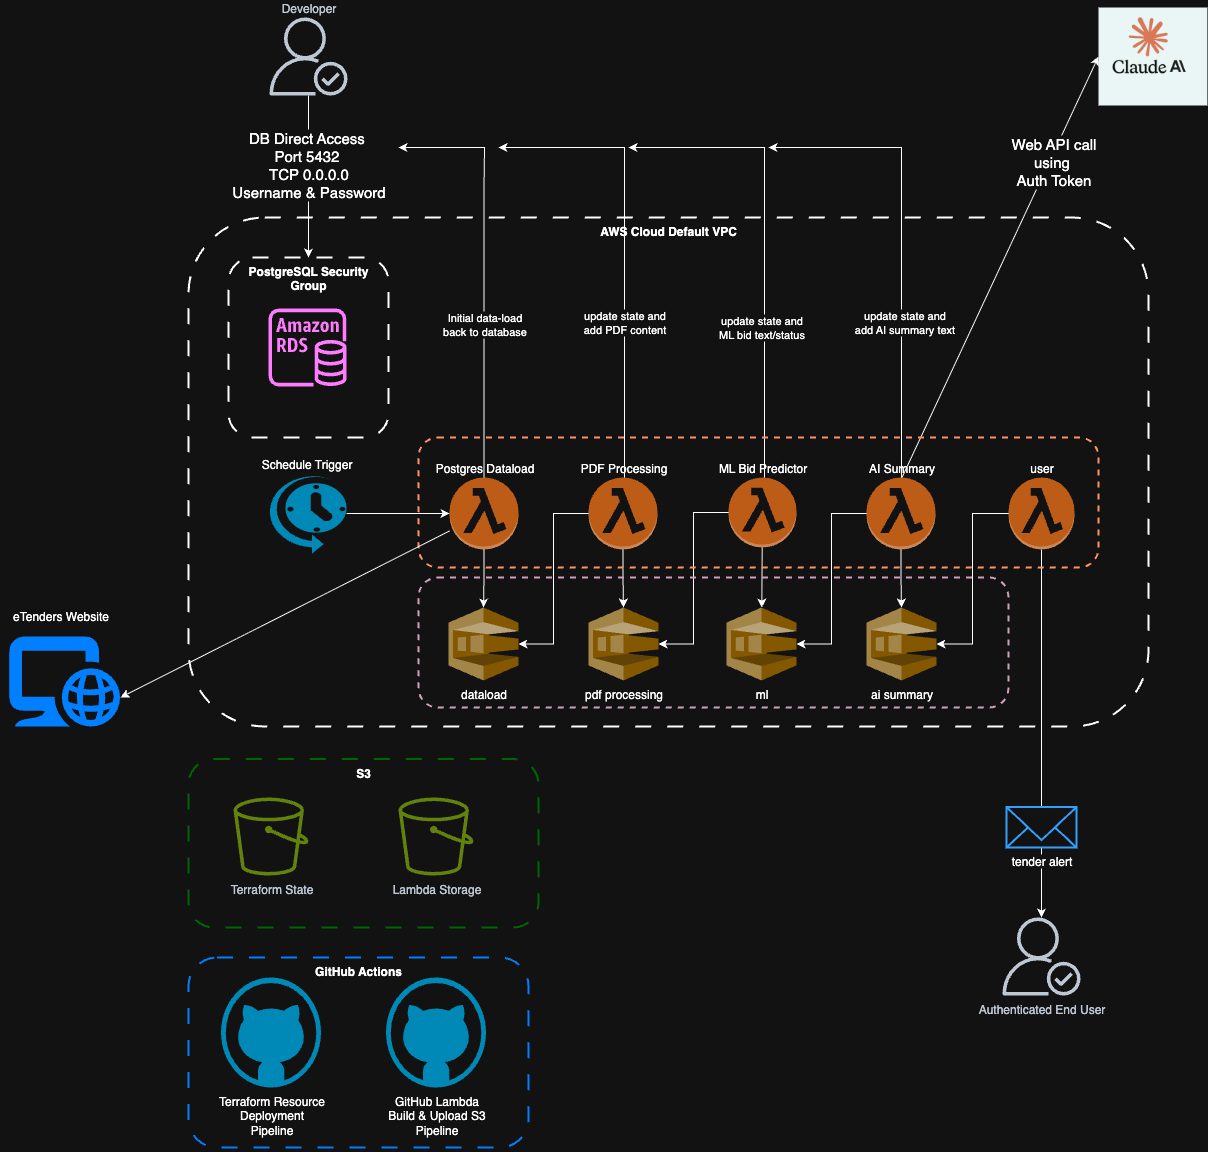 Developer
Claude AI
DB Direct Access
Port 5432
TCP 0.0.0.0
Username & Password
Web API call
using
Auth Token
AWS Cloud Default VPC
PostgreSQL Security
Group
Amazon
RDS
Initial data-load
back to database
update state and
add PDF content
update state and
ML bid text/status
update state and
add AI summary text
Schedule Trigger
Postgres Dataload
PDF Processing
ML Bid Predictor
AI Summary
user
eTenders Website
dataload
pdf processing
ml
ai summary
S3
Terraform State
Lambda Storage
tender alert
GitHub Actions
Authenticated End User
Terraform Resource
Deployment
Pipeline
GitHub Lambda
Build & Upload S3
Pipeline